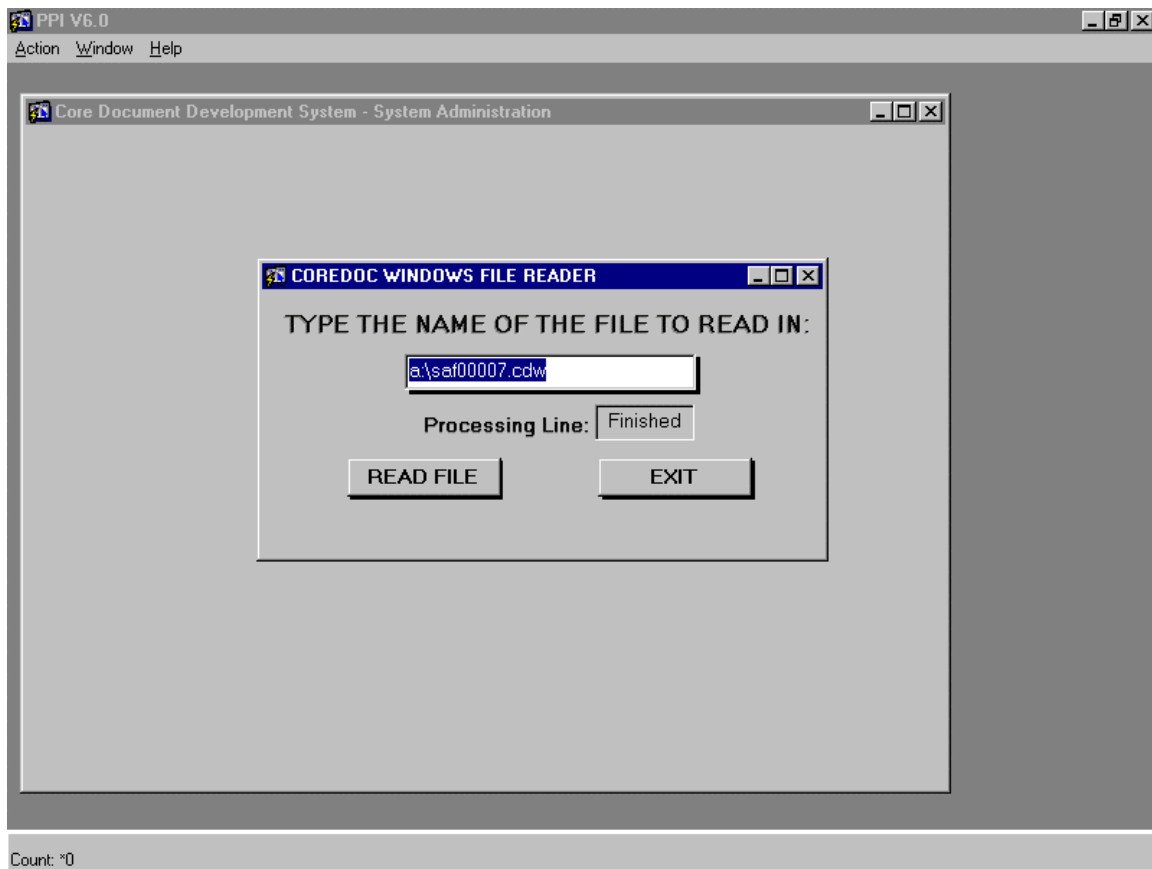 PPI V6.0
Action Window Help
Core Document Development System - System Administration
COREDOC WINDOWS FILE READER
TYPE THE NAME OF THE FILE TO READ IN:
a:\saf00007.cdw
Processing Line: Finished
READ FILE EXIT
Count: *0